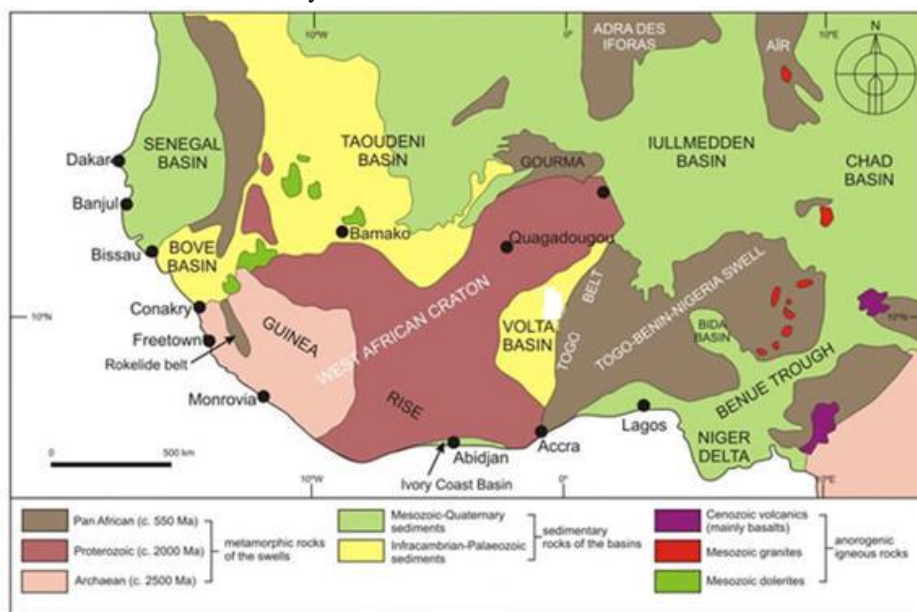 10°W
0°
10°E
N
ADRA DES
IFORAS
AÏR
SENEGAL
BASIN
TAOUDENI
BASIN
IULLMEDDEN
BASIN
CHAD
BASIN
GOURMA
Dakar
Banjul
Bissau
BOVE
BASIN
Bamako
Quagadougou
Conakry
10°N
10°N
Freetown
GUINEA
Rokelide belt
WEST AFRICAN CRATON
VOLTA
BASIN
TOGO
BELT
TOGO-BENIN-NIGERIA SWELL
BIDA
BASIN
BENUE TROUGH
Monrovia
RISE
Lagos
Accra
Abidjan
NIGER
DELTA
500 km
Ivory Coast Basin
10°W
0°
Pan African (c. 550 Ma)
Proterozoic (c. 2000 Ma)
Archaean (c. 2500 Ma)
metamorphic rocks
of the swells
Mesozoic-Quaternary
sediments
Infracambrian-Palaeozoic
sediments
sedimentary
rocks of the basins
Cenozoic volcanics
(mainly basalts)
Mesozoic granites
Mesozoic dolerites
anorogenic
igneous rocks